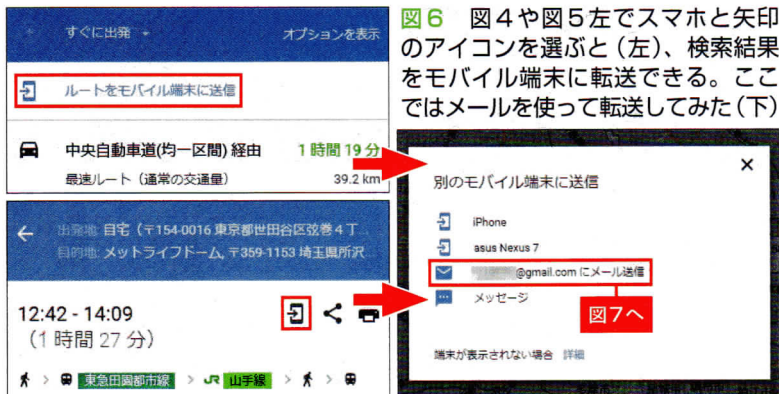 すぐに出発
オプションを表示
ルートをモバイル端末に送信
中央自動車道(均一区間) 経由
1 時間 19 分
最速ルート (通常の交通量)
39.2 km
出発地 自宅 (〒154-0016 東京都世田谷区弦巻４丁...
目的地 メットライフドーム, 〒359-1153 埼玉県所沢
12:42 - 14:09
(1 時間 27 分)
東急田園都市線
JR
山手線
図６ 図４や図５左でスマホと矢印
のアイコンを選ぶと(左)、検索結果
をモバイル端末に転送できる。ここ
ではメールを使って転送してみた(下)
別のモバイル端末に送信
iPhone
asus Nexus 7
@gmail.com にメール送信
メッセージ
図7へ
端末が表示されない場合 詳細